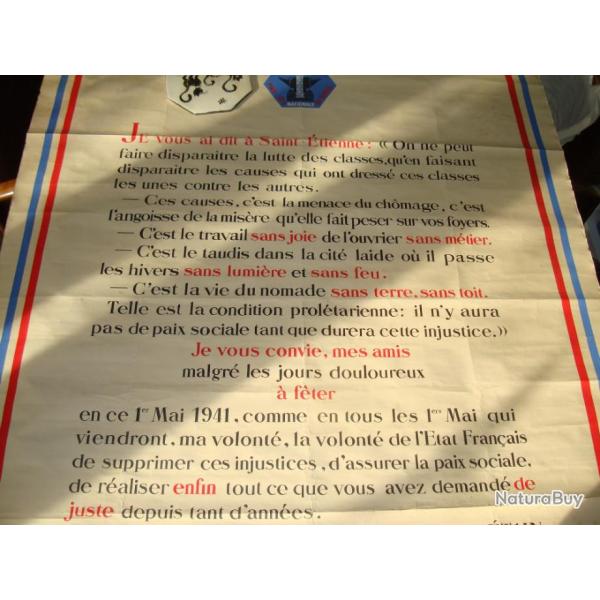 NATIONALE
Je vous ai dit à Saint Étienne: « On ne peut
faire disparaitre la lutte des classes, qu'en faisant
disparaitre les causes qui ont dressé ces classes
les unes contre les autres.
— Ces causes, c'est la menace du chômage, c'est
l'angoisse de la misère qu'elle fait peser sur vos foyers.
— C'est le travail sans joie de l'ouvrier sans métier.
— C'est le taudis dans la cité laide où il passe
les hivers sans lumière et sans feu.
— C'est la vie du nomade sans terre, sans toit.
Telle est la condition prolétarienne: il n'y aura
pas de paix sociale tant que durera cette injustice.»
Je vous convie, mes amis
malgré les jours douloureux
à fêter
en ce 1er Mai 1941, comme en tous les 1ers Mai qui
viendront, ma volonté, la volonté de l'Etat Français
de supprimer ces injustices, d'assurer la paix sociale,
de réaliser enfin tout ce que vous avez demandé de
juste depuis tant d'années.
NaturaBuy